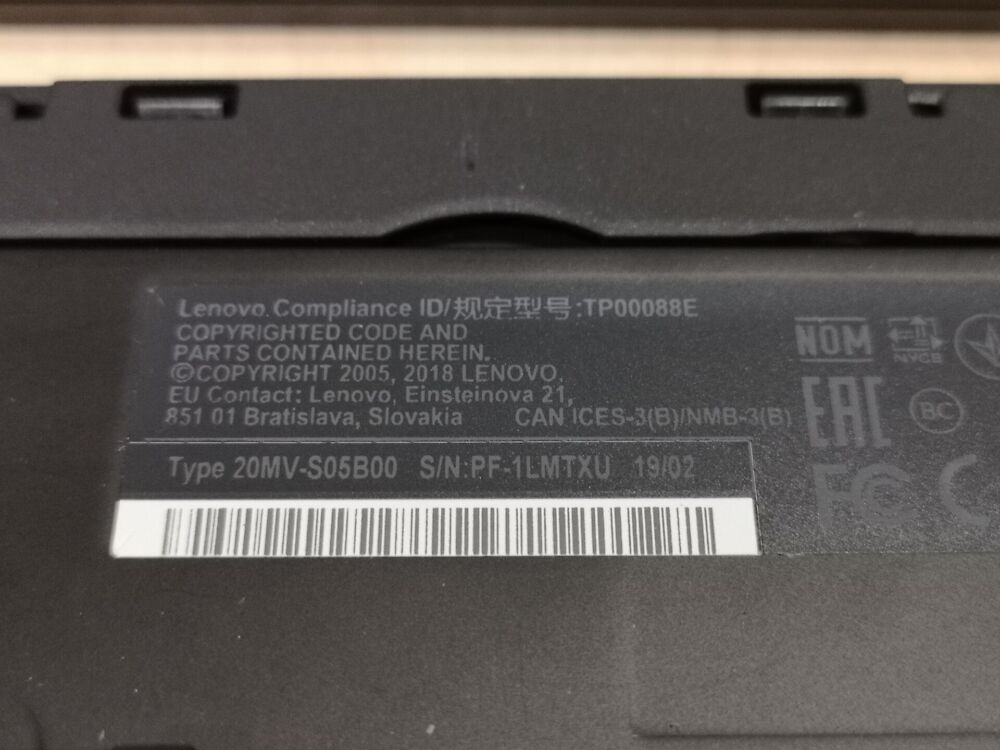 Lenovo Compliance ID/规定型号:TP00088E
COPYRIGHTED CODE AND
PARTS CONTAINED HEREIN.
©COPYRIGHT 2005, 2018 LENOVO,
EU Contact: Lenovo, Einsteinova 21,
851 01 Bratislava, Slovakia CAN ICES-3(B)/NMB-3(B)
Type 20MV-S05B00 S/N:PF-1LMTXU 19/02
NOM
NYCE
EAC
BC
FC